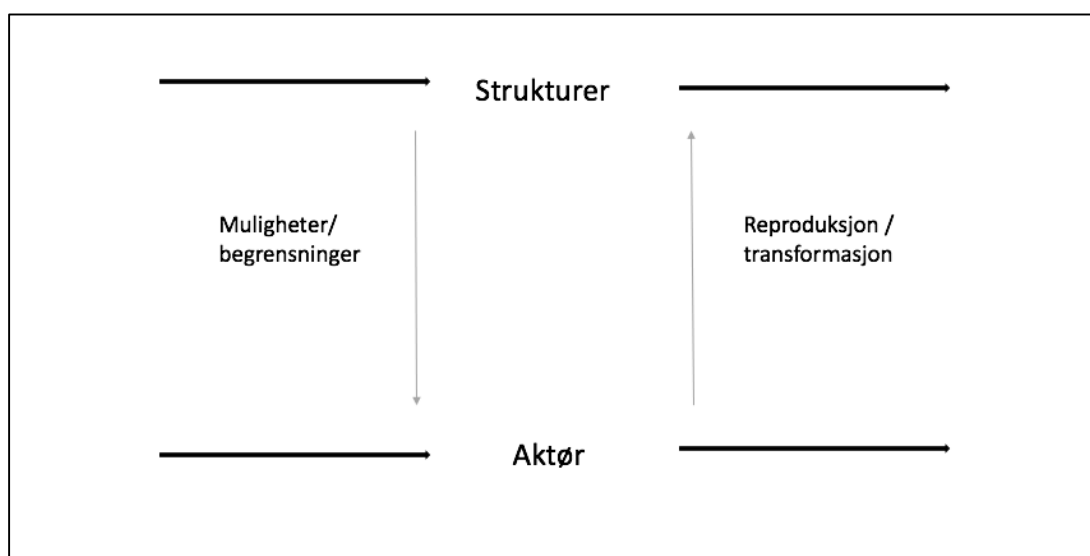 Strukturer
Muligheter/
begrensninger
Reproduksjon /
transformasjon
Aktør